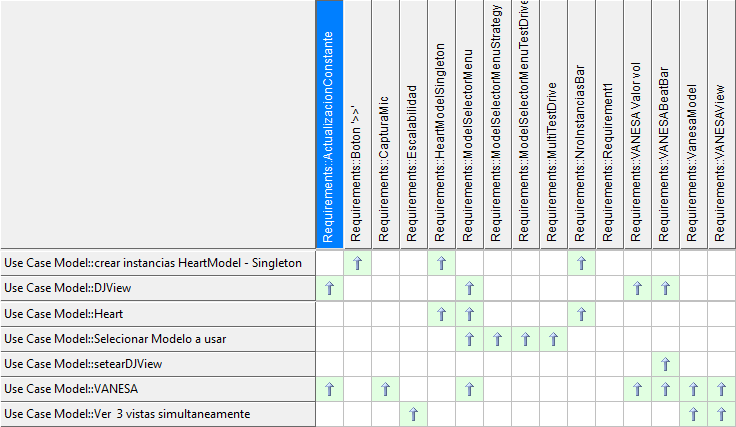 Requirements::ActualizacionConstante
Requirements::Boton '>>'
Requirements::CapturaMic
Requirements::Escalabilidad
Requirements::HeartModelSingleton
Requirements::ModelSelectorMenu
Requirements::ModelSelectorMenuStrategy
Requirements::ModelSelectorMenuTestDrive
Requirements::MultiTestDrive
Requirements::NroInstanciasBar
Requirements::Requirement1
Requirements::VANESA Valor vol
Requirements::VANESABeatBar
Requirements::VanesaModel
Requirements::VANESAView
Use Case Model::crear instancias HeartModel - Singleton
Use Case Model::DJView
Use Case Model::Heart
Use Case Model::Selecionar Modelo a usar
Use Case Model::setearDJView
Use Case Model::VANESA
Use Case Model::Ver 3 vistas simultaneamente